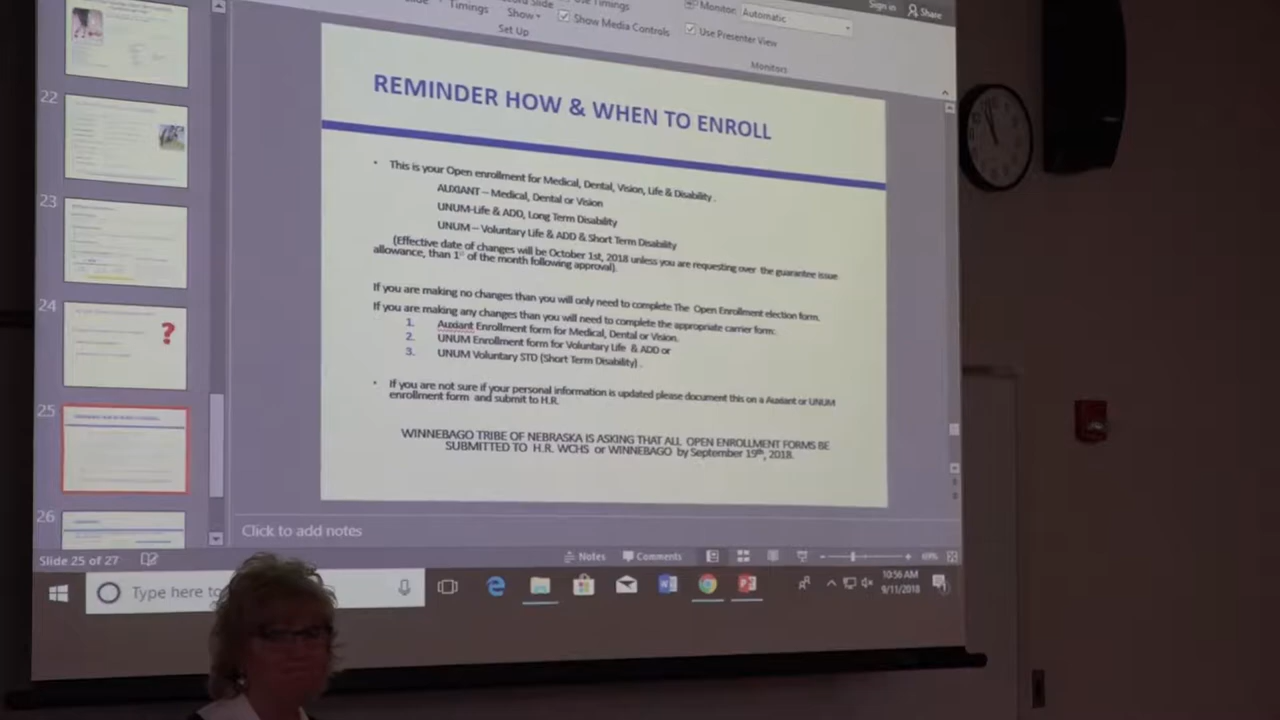 Sign in Share
Timings
Show
Show Media Controls
Set Up
Monitor: Automatic
Use Presenter View
Monitors
22
23
24
?
25
26
REMINDER HOW & WHEN TO ENROLL
• This is your Open enrollment for Medical, Dental, Vision, Life & Disability .
AUXIANT – Medical, Dental or Vision
UNUM-Life & ADD, Long Term Disability
UNUM – Voluntary Life & ADD & Short Term Disability
(Effective date of changes will be October 1st, 2018 unless you are requesting over the guarantee issue
allowance, than 1st of the month following approval).
If you are making no changes than you will only need to complete The Open Enrollment election form.
If you are making any changes than you will need to complete the appropriate carrier form:
1. Auxiant Enrollment form for Medical, Dental or Vision.
2. UNUM Enrollment form for Voluntary Life & ADD or
3. UNUM Voluntary STD (Short Term Disability) .
• If you are not sure if your personal information is updated please document this on a Auxiant or UNUM
enrollment form and submit to H.R.
WINNEBAGO TRIBE OF NEBRASKA IS ASKING THAT ALL OPEN ENROLLMENT FORMS BE
SUBMITTED TO H.R. WCHS or WINNEBAGO by September 19th, 2018.
Click to add notes
Slide 25 of 27
Notes Comments 69%
Type here to
10:56 AM
9/11/2018